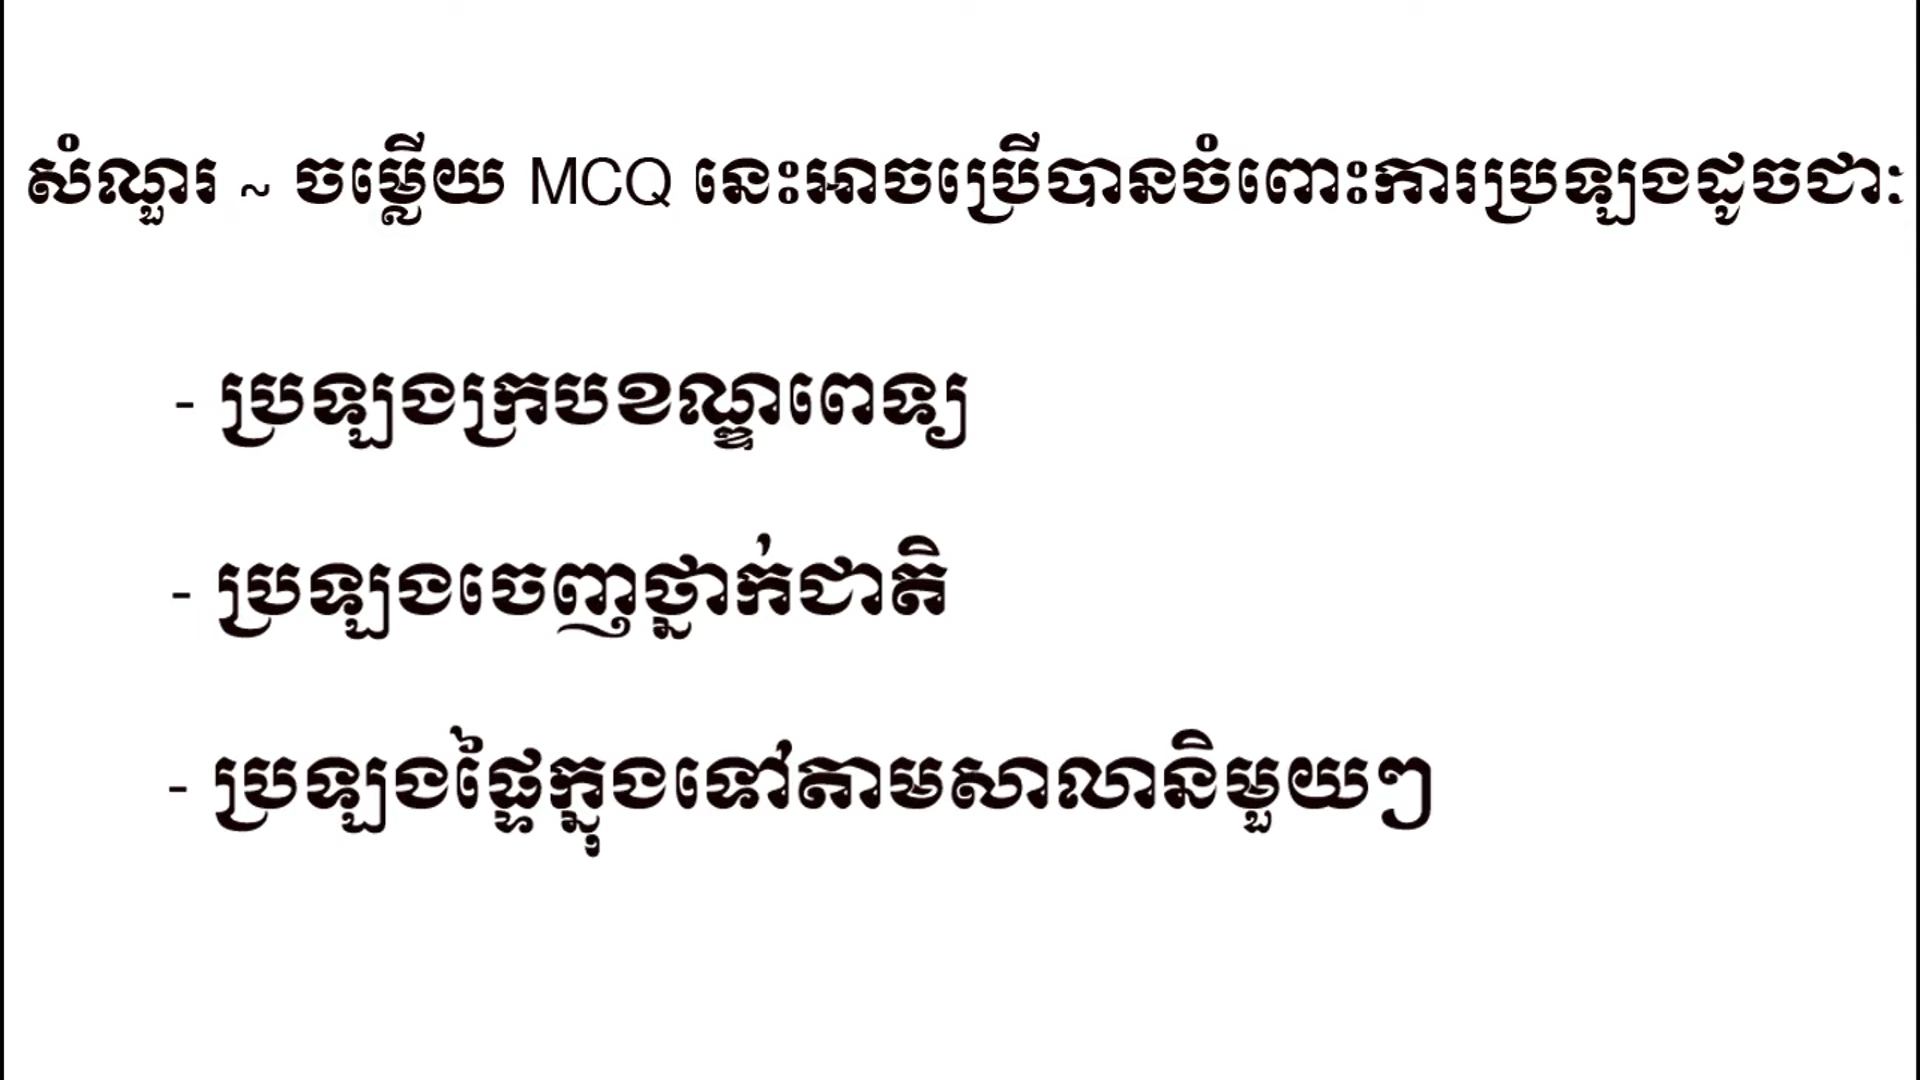 សំណួរ ~ ចម្លើយ MCQ នេះអាចប្រើបានចំពោះការប្រឡងដូចជាៈ
- ប្រឡងក្របខណ្ឌពេទ្យ
- ប្រឡងចេញថ្នាក់ជាតិ
- ប្រឡងផ្ទៃក្នុងទៅតាមសាលានិមួយៗ